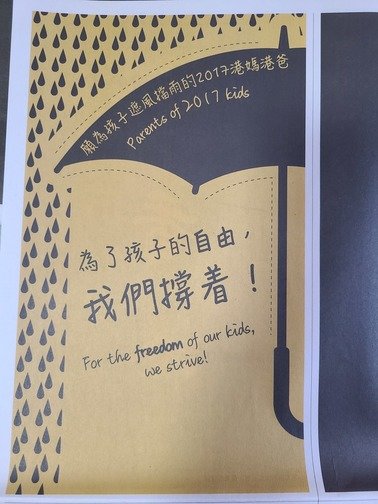 願為孩子遮風擋雨的2017港媽港爸
Parents of 2017 kids
為了孩子的自由，
我們撐着！
For the freedom of our kids,
we strive!